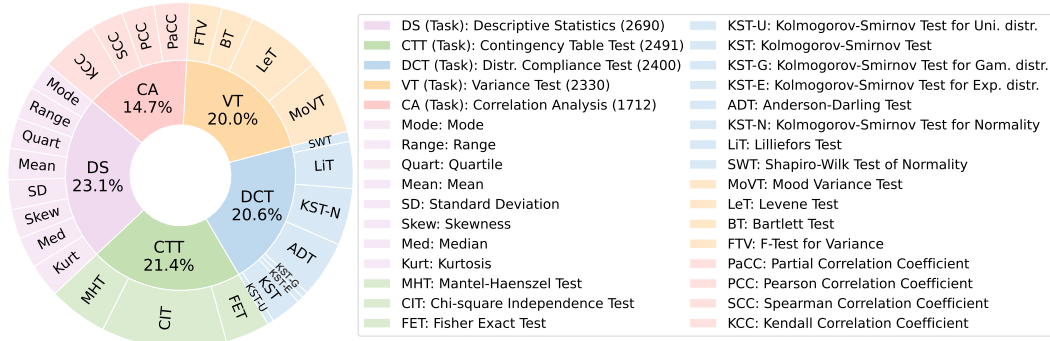 FTV
BT
LeT
MoVT
SWT
LiT
KST-N
ADT
KST-G
KST-E
KST
KST-U
FET
CIT
MHT
Kurt
Med
Skew
SD
Mean
Quart
Range
Mode
KCC
SCC
PCC
PaCC
CA
14.7%
VT
20.0%
DS
23.1%
DCT
20.6%
CTT
21.4%
DS (Task): Descriptive Statistics (2690)
CTT (Task): Contingency Table Test (2491)
DCT (Task): Distr. Compliance Test (2400)
VT (Task): Variance Test (2330)
CA (Task): Correlation Analysis (1712)
Mode: Mode
Range: Range
Quart: Quartile
Mean: Mean
SD: Standard Deviation
Skew: Skewness
Med: Median
Kurt: Kurtosis
MHT: Mantel-Haenszel Test
CIT: Chi-square Independence Test
FET: Fisher Exact Test
KST-U: Kolmogorov-Smirnov Test for Uni. distr.
KST: Kolmogorov-Smirnov Test
KST-G: Kolmogorov-Smirnov Test for Gam. distr.
KST-E: Kolmogorov-Smirnov Test for Exp. distr.
ADT: Anderson-Darling Test
KST-N: Kolmogorov-Smirnov Test for Normality
LiT: Lilliefors Test
SWT: Shapiro-Wilk Test of Normality
MoVT: Mood Variance Test
LeT: Levene Test
BT: Bartlett Test
FTV: F-Test for Variance
PaCC: Partial Correlation Coefficient
PCC: Pearson Correlation Coefficient
SCC: Spearman Correlation Coefficient
KCC: Kendall Correlation Coefficient